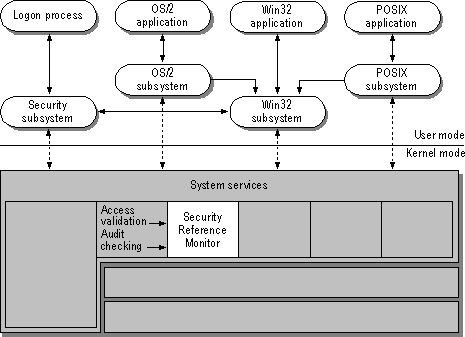 Logon process
OS/2
application
Win32
application
POSIX
application
OS/2
subsystem
POSIX
subsystem
Security
subsystem
Win32
subsystem
User mode
Kernel mode
System services
Access
validation
Audit
checking
Security
Reference
Monitor